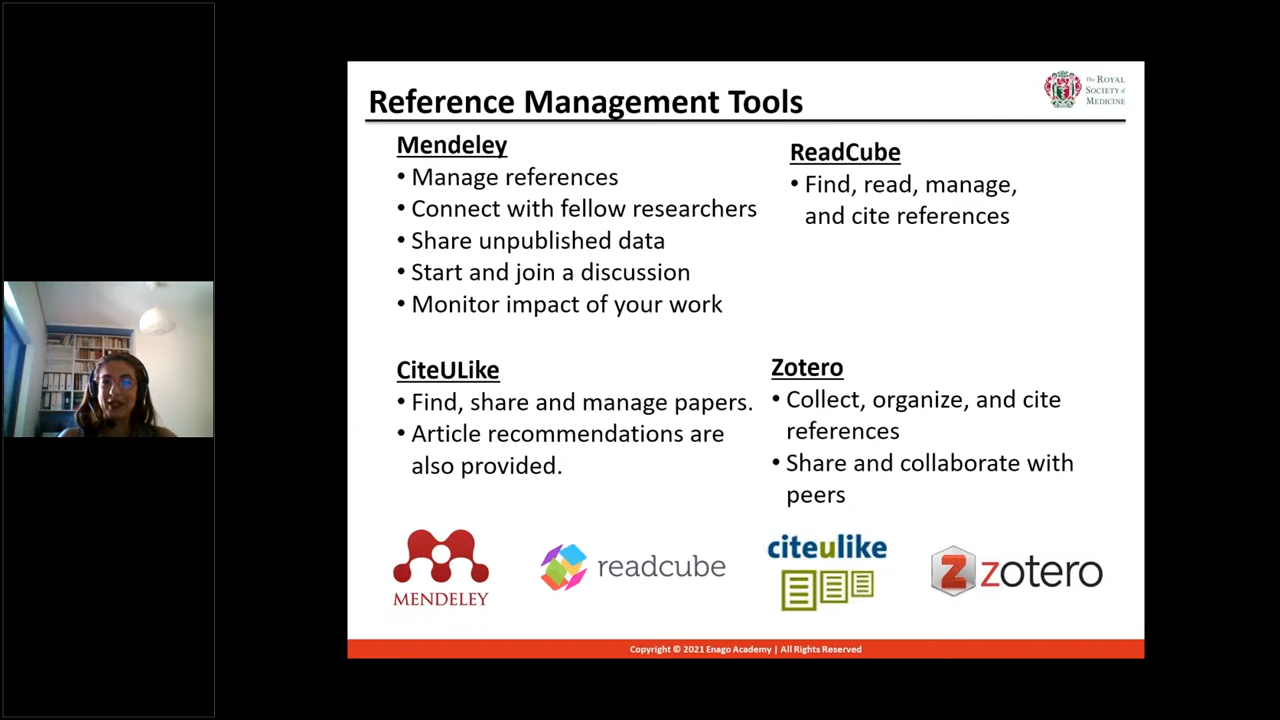 Reference Management Tools
The ROYAL
SOCIETY of
MEDICINE
Mendeley
• Manage references
• Connect with fellow researchers
• Share unpublished data
• Start and join a discussion
• Monitor impact of your work
ReadCube
• Find, read, manage,
and cite references
CiteULike
• Find, share and manage papers.
• Article recommendations are
also provided.
Zotero
• Collect, organize, and cite
references
• Share and collaborate with
peers
MENDELEY
readcube
citeulike
Z zotero
Copyright © 2021 Enago Academy | All Rights Reserved